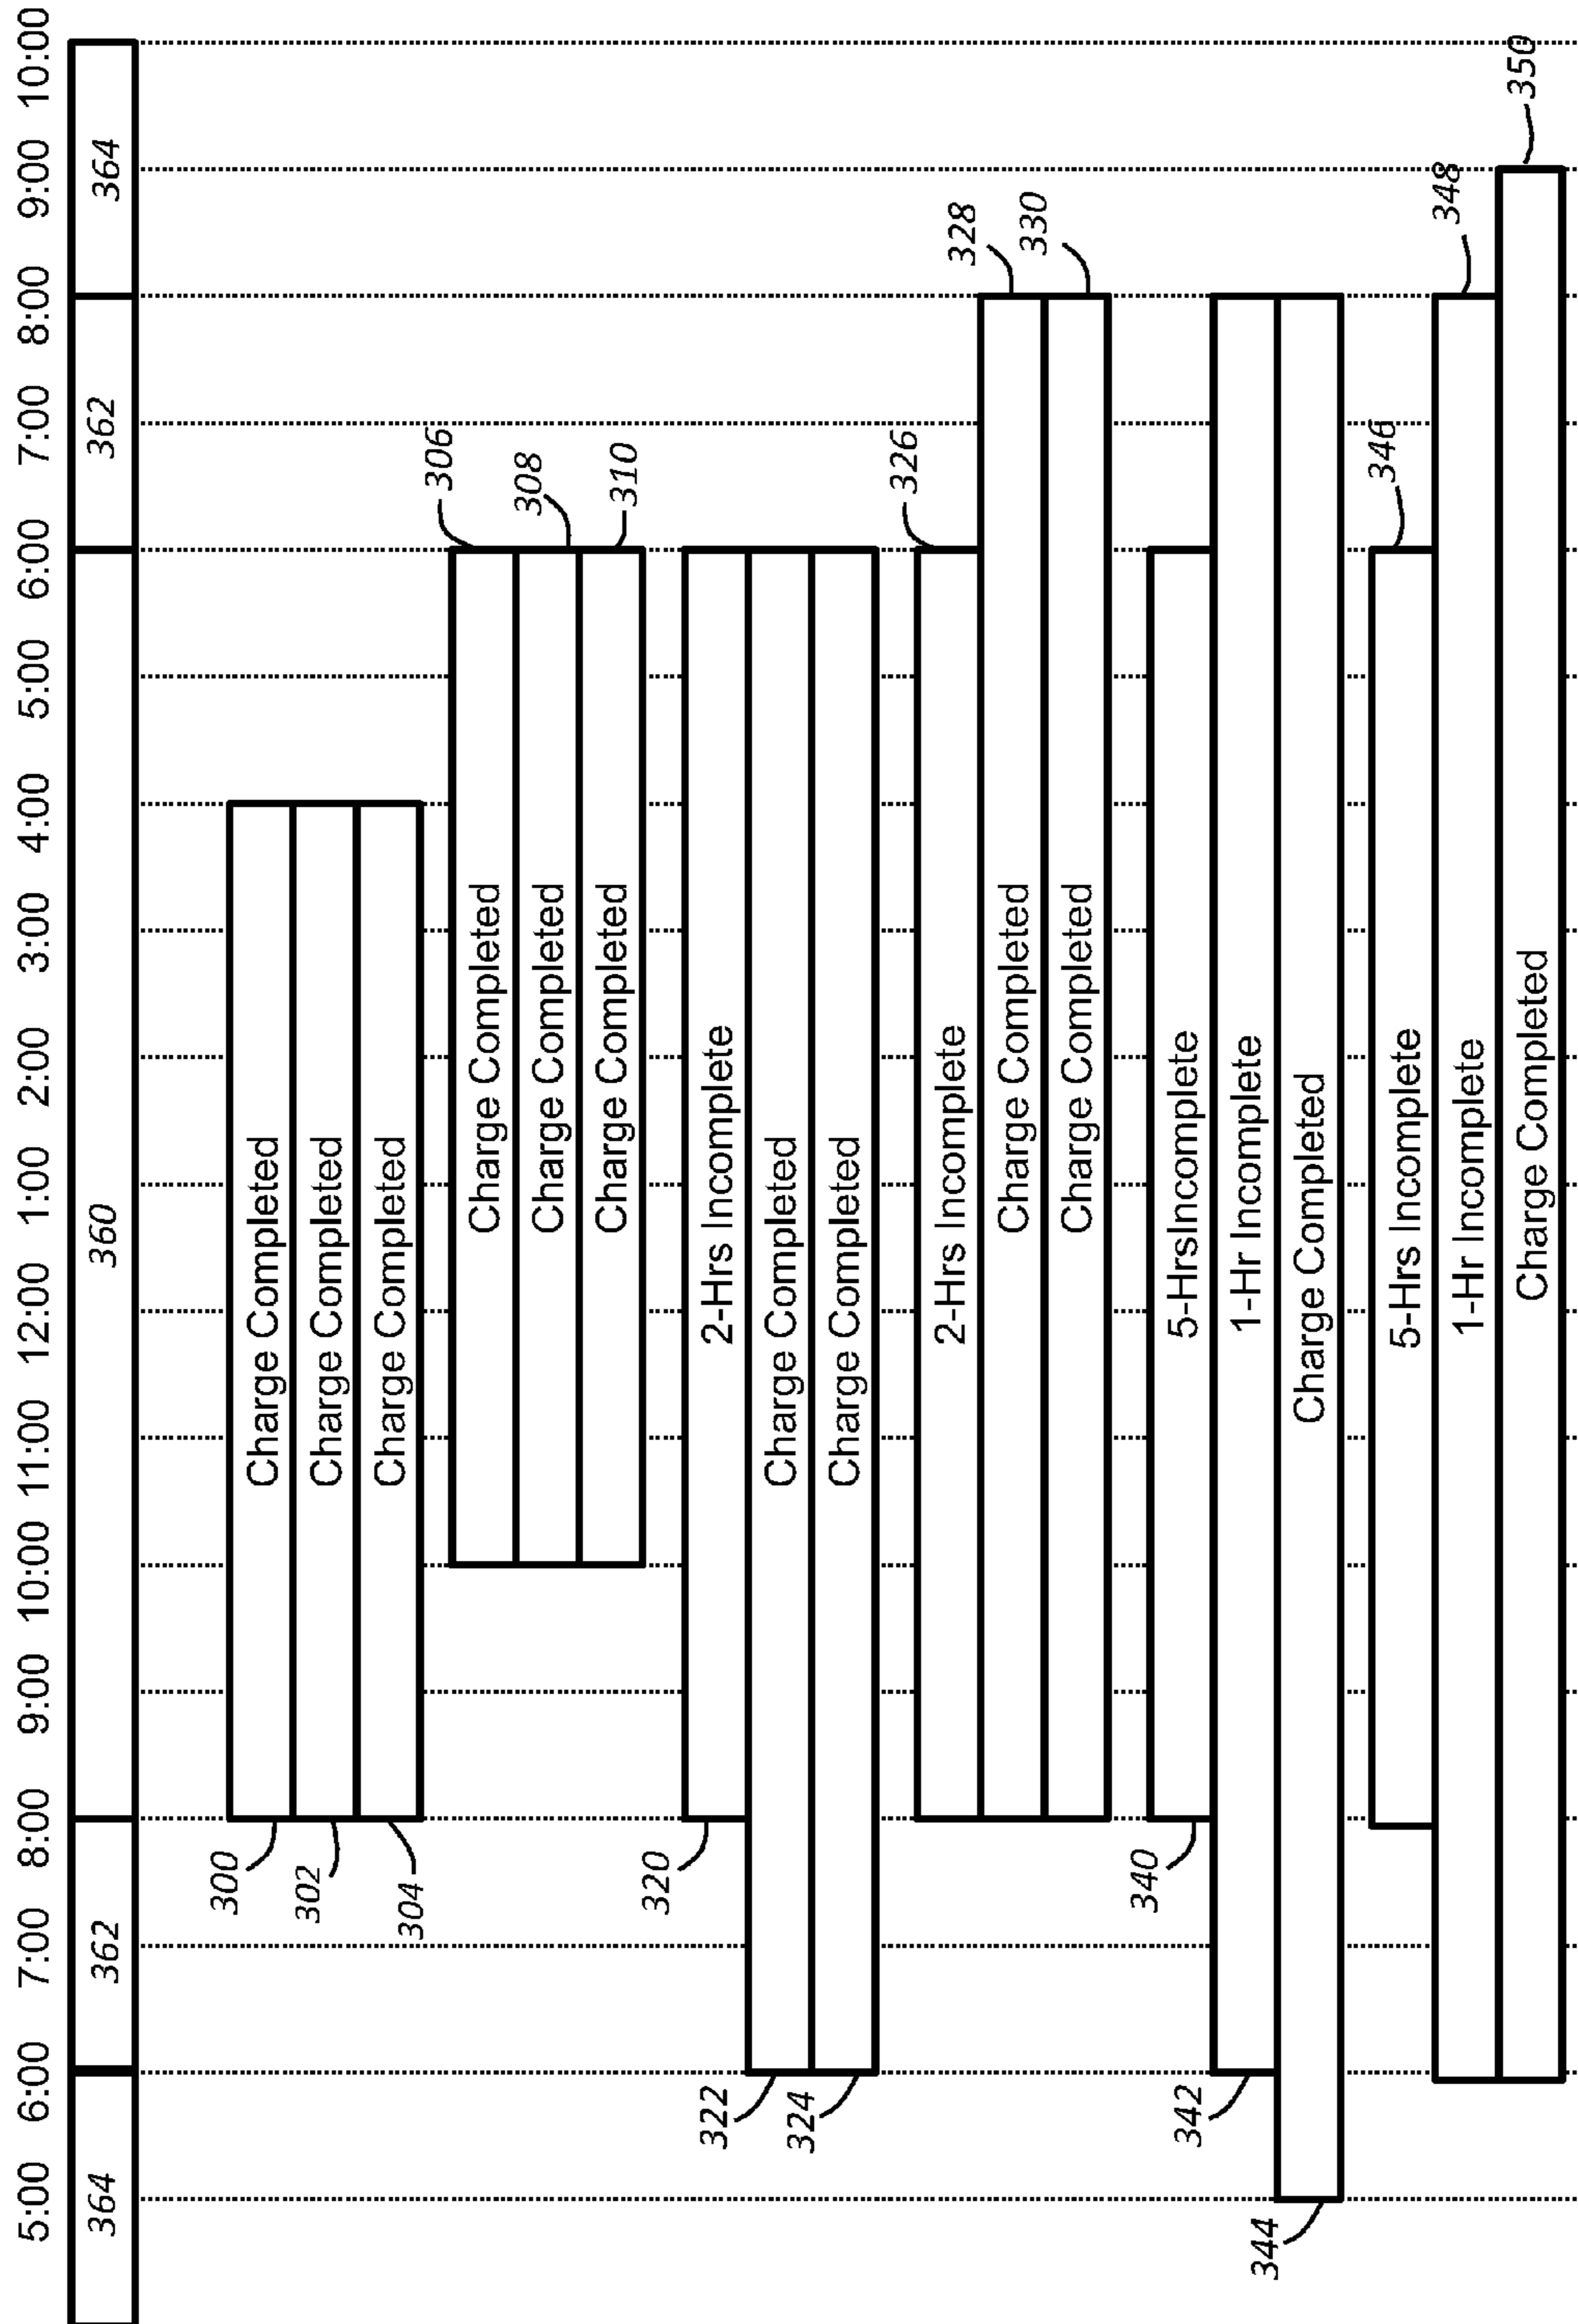 5:00 6:00 7:00 8:00 9:00 10:00 11:00 12:00 1:00 2:00 3:00 4:00 5:00 6:00 7:00 8:00 9:00 10:00
364 362 360 362 364
300 Charge Completed
302 Charge Completed
304 Charge Completed
Charge Completed 306
Charge Completed 308
Charge Completed 310
320 2-Hrs Incomplete
322 Charge Completed
324 Charge Completed
2-Hrs Incomplete 326
Charge Completed 328
Charge Completed 330
340 5-HrsIncomplete
342 1-Hr Incomplete
344 Charge Completed
5-Hrs Incomplete 346
1-Hr Incomplete 348
Charge Completed 350